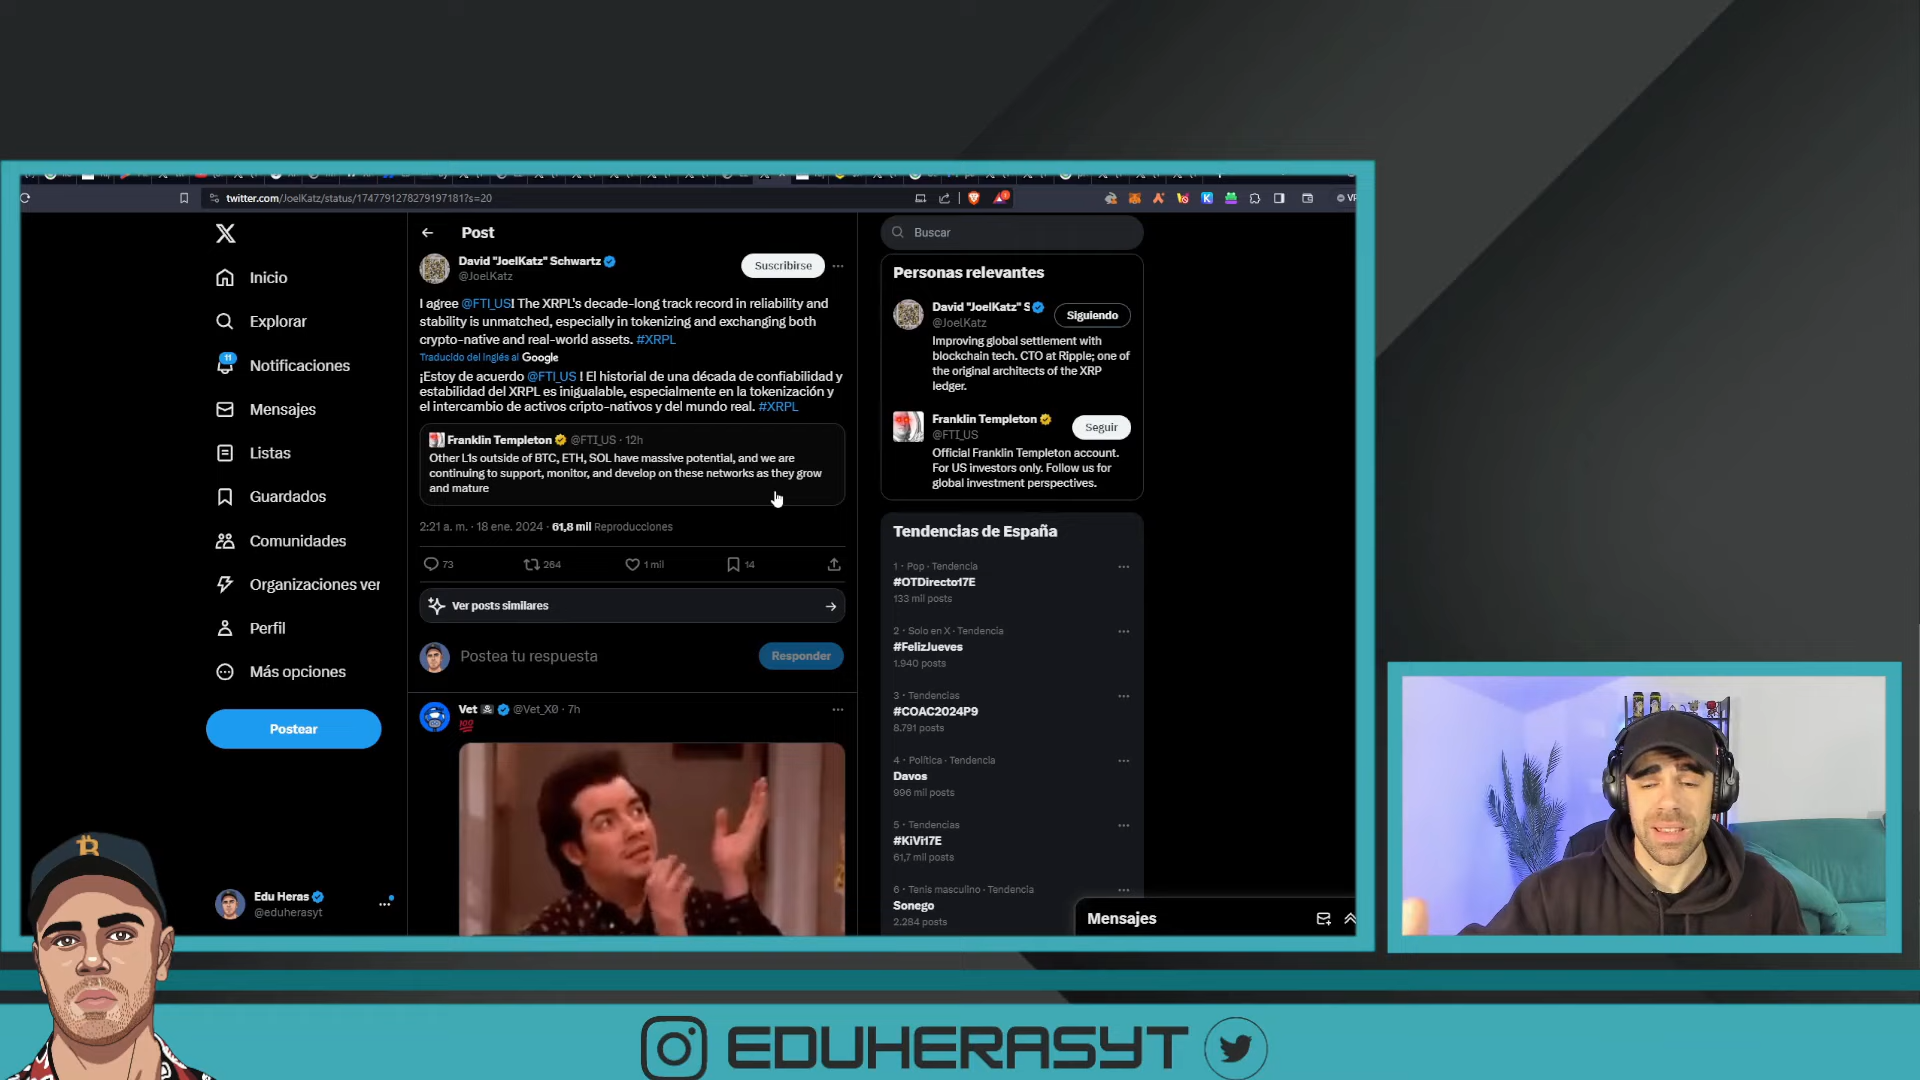 twitter.com/JoelKatz/status/1747791278279197181?s=20
Inicio
Explorar
11
Notificaciones
Mensajes
Listas
Guardados
Comunidades
Organizaciones ver
Perfil
Más opciones
Postear
Edu Heras
@eduherasyt
Post
David "JoelKatz" Schwartz
@JoelKatz
Suscribirse
I agree @FTI_US! The XRPL's decade-long track record in reliability and
stability is unmatched, especially in tokenizing and exchanging both
crypto-native and real-world assets. #XRPL
Traducido del Inglés al Google
¡Estoy de acuerdo @FTI_US ! El historial de una década de confiabilidad y
estabilidad del XRPL es inigualable, especialmente en la tokenización y
el intercambio de activos cripto-nativos y del mundo real. #XRPL
Franklin Templeton @FTI_US · 12h
Other L1s outside of BTC, ETH, SOL have massive potential, and we are
continuing to support, monitor, and develop on these networks as they grow
and mature
2:21 a. m. · 18 ene. 2024 · 61,8 mil Reproducciones
73
264
1 mil
14
Ver posts similares
Postea tu respuesta
Responder
Vet @Vet_X0 · 7h
100
Buscar
Personas relevantes
David "JoelKatz" S
@JoelKatz
Siguiendo
Improving global settlement with
blockchain tech. CTO at Ripple; one of
the original architects of the XRP
ledger.
Franklin Templeton
@FTI_US
Seguir
Official Franklin Templeton account.
For US investors only. Follow us for
global investment perspectives.
Tendencias de España
1 · Pop · Tendencia
#OTDirecto17E
133 mil posts
2 · Solo en X · Tendencia
#FelizJueves
1.940 posts
3 · Tendencias
#COAC2024P9
8.791 posts
4 · Política · Tendencia
Davos
996 mil posts
5 · Tendencias
#KiVi17E
61,7 mil posts
6 · Tenis masculino · Tendencia
Sonego
2.284 posts
Mensajes
EDUHERASYT